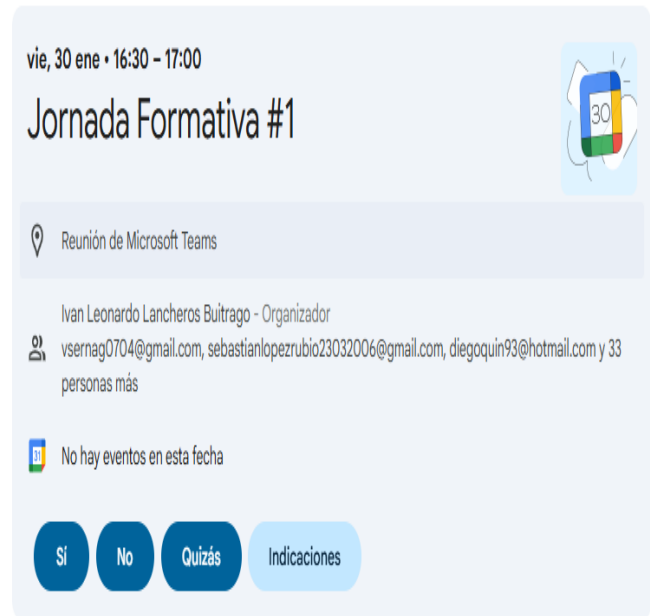 vie, 30 ene • 16:30 – 17:00
Jornada Formativa #1
30
Reunión de Microsoft Teams
Ivan Leonardo Lancheros Buitrago - Organizador
vsernag0704@gmail.com, sebastianlopezrubio23032006@gmail.com, diegoquin93@hotmail.com y 33
personas más
31
No hay eventos en esta fecha
Sí
No
Quizás
Indicaciones